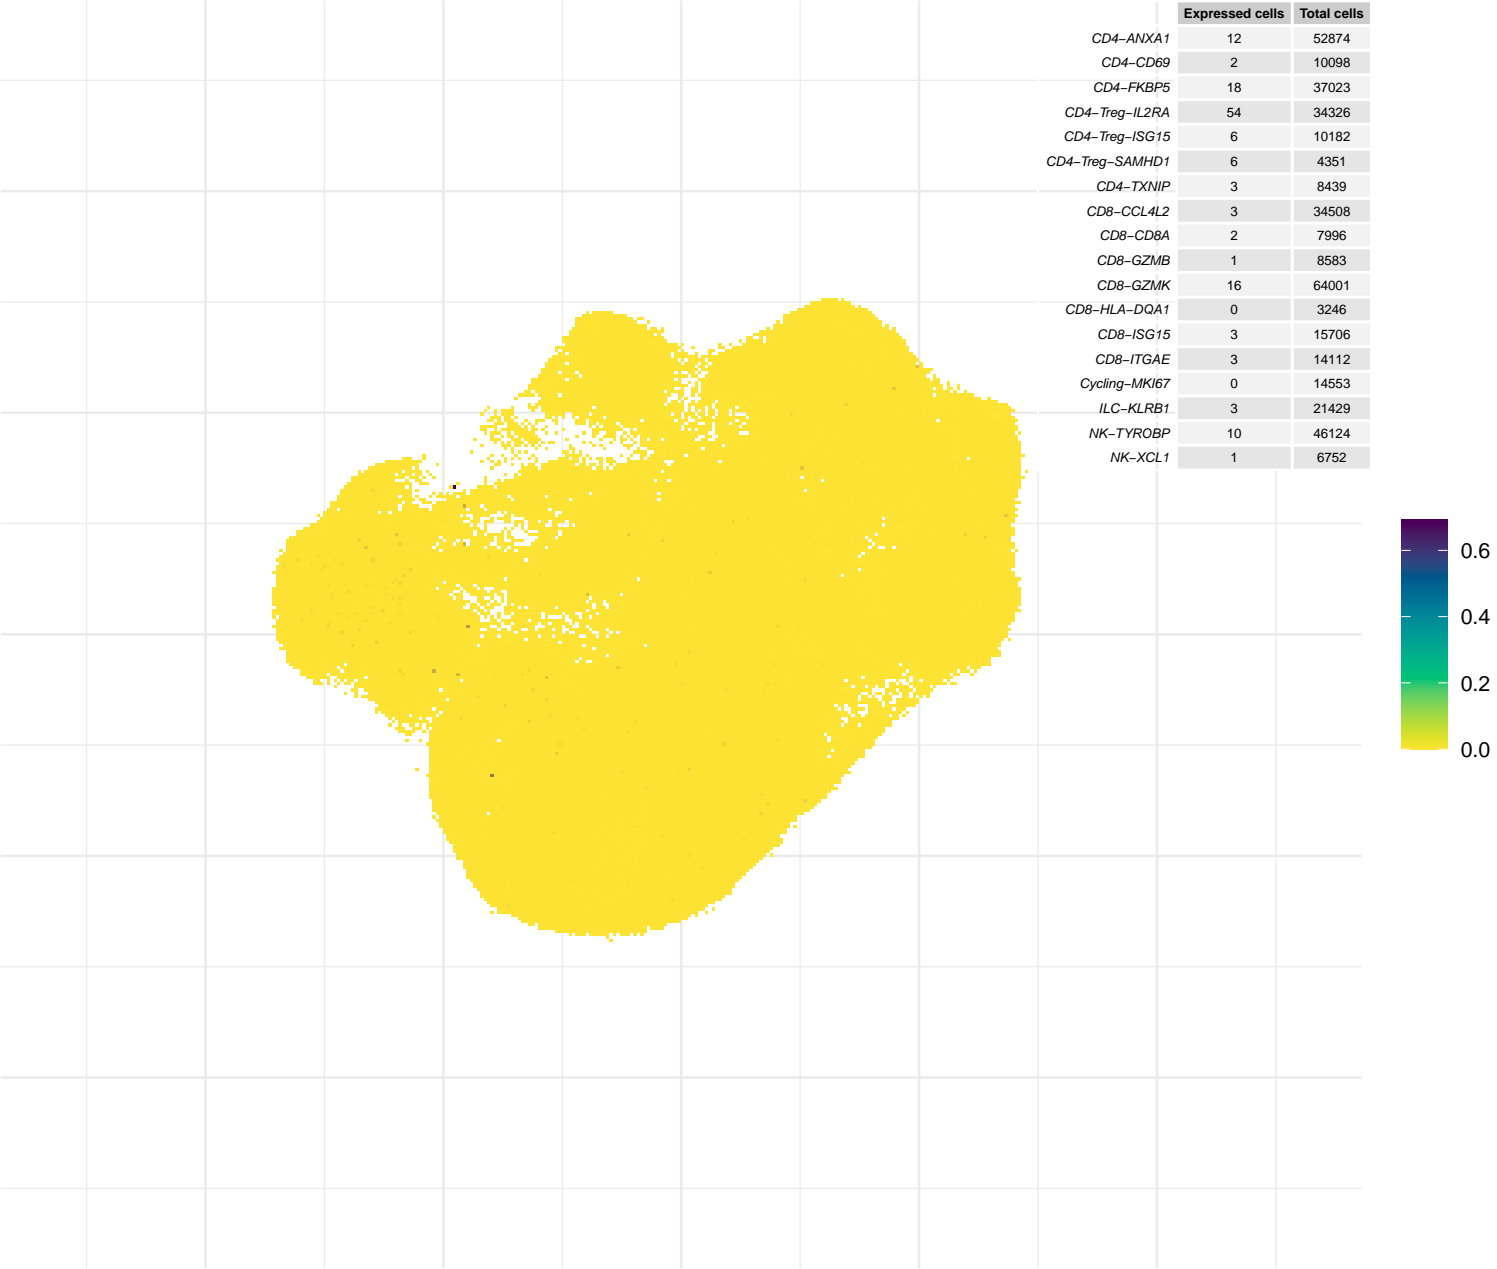 Expressed cells Total cells
CD4−ANXA1 12 52874
CD4−CD69 2 10098
CD4−FKBP5 18 37023
CD4−Treg−IL2RA 54 34326
CD4−Treg−ISG15 6 10182
CD4−Treg−SAMHD1 6 4351
CD4−TXNIP 3 8439
CD8−CCL4L2 3 34508
CD8−CD8A 2 7996
CD8−GZMB 1 8583
CD8−GZMK 16 64001
CD8−HLA−DQA1 0 3246
CD8−ISG15 3 15706
CD8−ITGAE 3 14112
Cycling−MKI67 0 14553
ILC−KLRB1 3 21429
NK−TYROBP 10 46124
NK−XCL1 1 6752
0.6
0.4
0.2
0.0